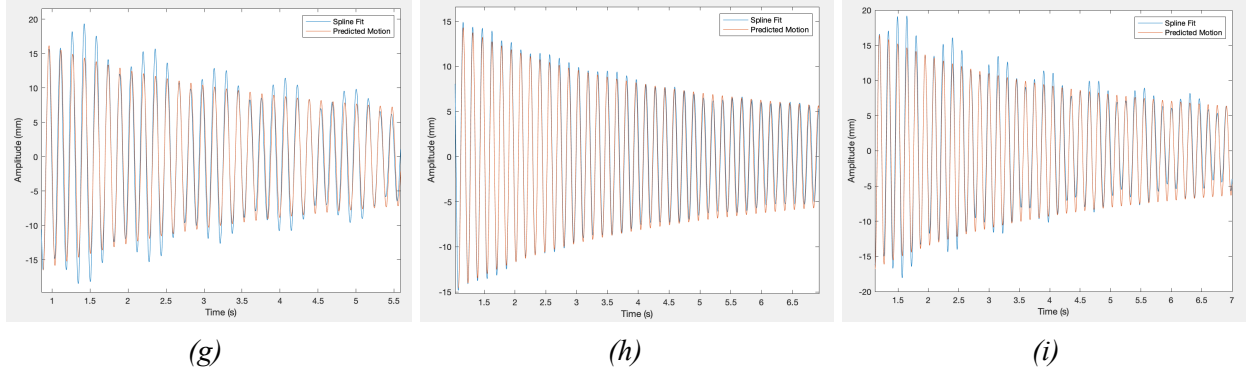 Spline Fit
Predicted Motion
15
10
5
0
-5
-10
-15
Amplitude (mm)
1 1.5 2 2.5 3 3.5 4 4.5 5 5.5
Time (s)
(g)
Spline Fit
Predicted Motion
15
10
5
0
-5
-10
-15
Amplitude (mm)
1.5 2 2.5 3 3.5 4 4.5 5 5.5 6 6.5
Time (s)
(h)
Spline Fit
Predicted Motion
20
15
10
5
0
-5
-10
-15
-20
Amplitude (mm)
1.5 2 2.5 3 3.5 4 4.5 5 5.5 6 6.5 7
Time (s)
(i)